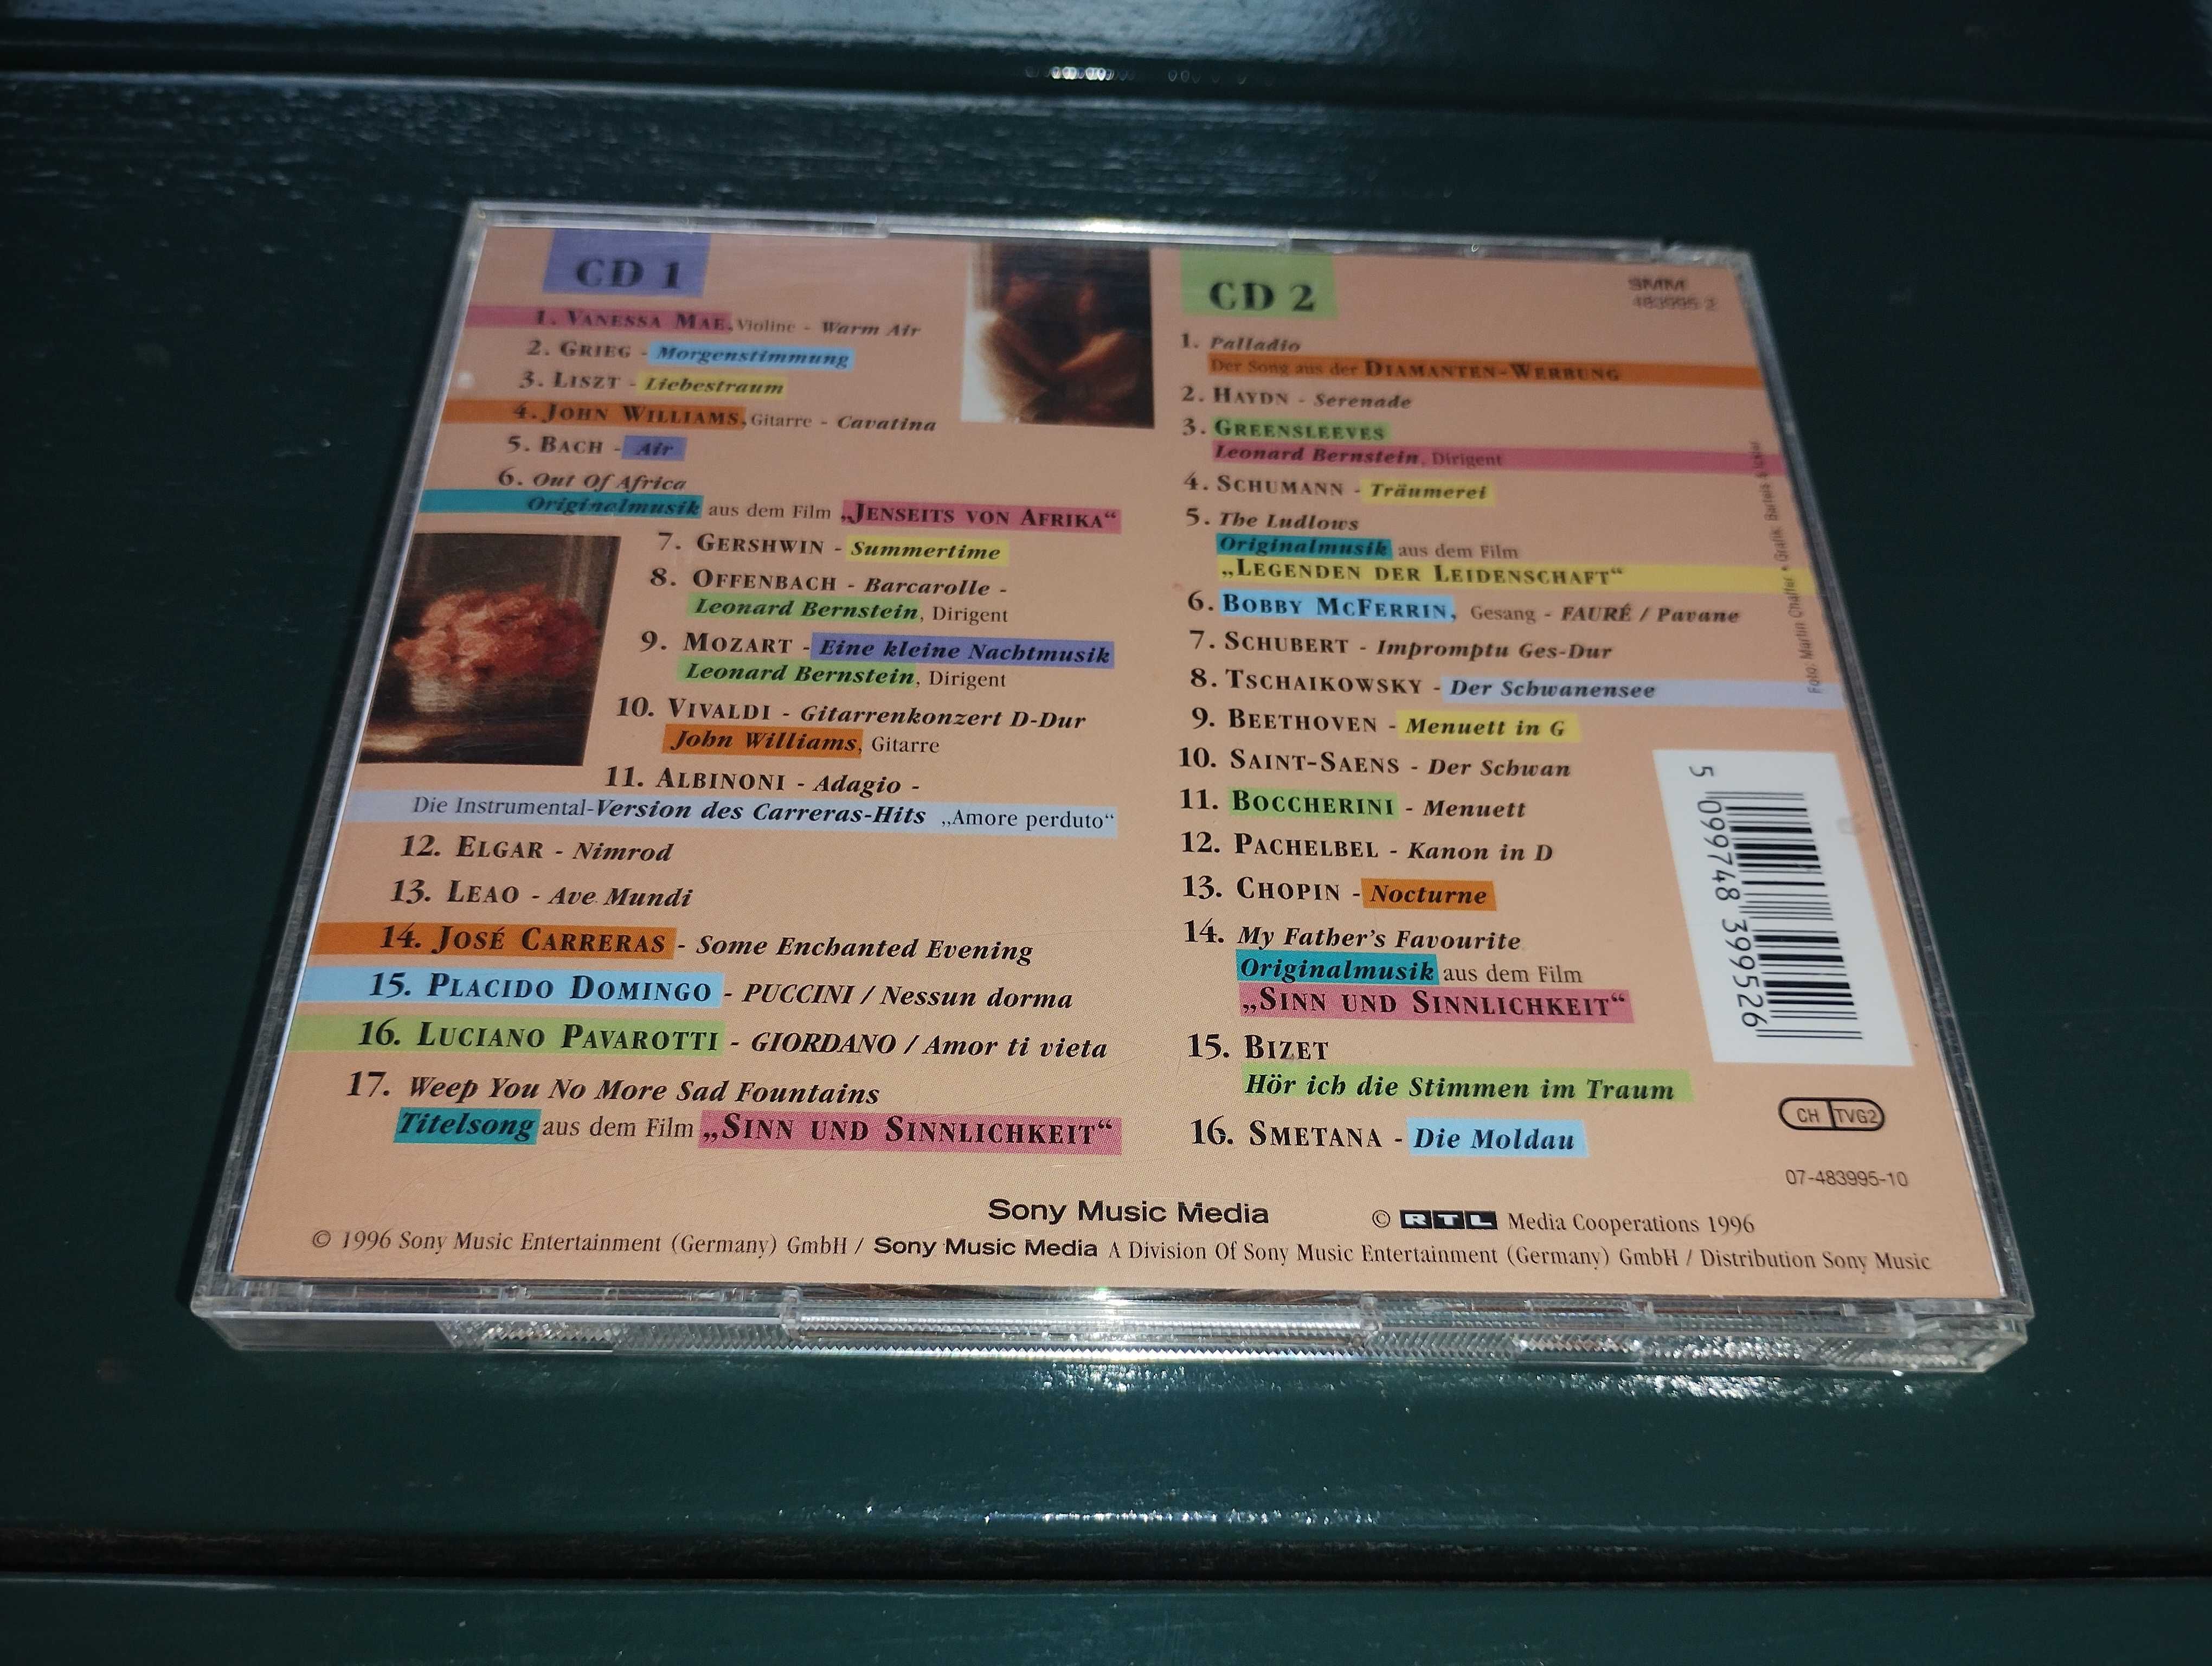 CD 1
1. VANESSA MAE, Violine - Warm Air
2. GRIEG - Morgenstimmung
3. LISZT - Liebestraum
4. JOHN WILLIAMS, Gitarre - Cavatina
5. BACH - Air
6. Out Of Africa
Originalmusik aus dem Film „JENSEITS VON AFRIKA“
7. GERSHWIN - Summertime
8. OFFENBACH - Barcarolle -
Leonard Bernstein, Dirigent
9. MOZART - Eine kleine Nachtmusik
Leonard Bernstein, Dirigent
10. VIVALDI - Gitarrenkonzert D-Dur
John Williams, Gitarre
11. ALBINONI - Adagio -
Die Instrumental-Version des Carreras-Hits „Amore perduto“
12. ELGAR - Nimrod
13. LEAO - Ave Mundi
14. JOSÉ CARRERAS - Some Enchanted Evening
15. PLACIDO DOMINGO - PUCCINI / Nessun dorma
16. LUCIANO PAVAROTTI - GIORDANO / Amor ti vieta
17. Weep You No More Sad Fountains
Titelsong aus dem Film „SINN UND SINNLICHKEIT“
CD 2
SMM
483995 2
1. Palladio
Der Song aus der DIAMANTEN-WERBUNG
2. HAYDN - Serenade
3. GREENSLEEVES
Leonard Bernstein, Dirigent
4. SCHUMANN - Träumerei
5. The Ludlows
Originalmusik aus dem Film
„LEGENDEN DER LEIDENSCHAFT“
6. BOBBY MCFERRIN, Gesang - FAURÉ / Pavane
7. SCHUBERT - Impromptu Ges-Dur
8. TSCHAIKOWSKY - Der Schwanensee
9. BEETHOVEN - Menuett in G
10. SAINT-SAENS - Der Schwan
11. BOCCHERINI - Menuett
12. PACHELBEL - Kanon in D
13. CHOPIN - Nocturne
14. My Father's Favourite
Originalmusik aus dem Film
„SINN UND SINNLICHKEIT“
15. BIZET
Hör ich die Stimmen im Traum
16. SMETANA - Die Moldau
Foto: Martin • Grafik:
5 099748 399526
CH TVG2
07-483995-10
Sony Music Media
© RTL Media Cooperations 1996
© 1996 Sony Music Entertainment (Germany) GmbH / Sony Music Media A Division Of Sony Music Entertainment (Germany) GmbH / Distribution Sony Music